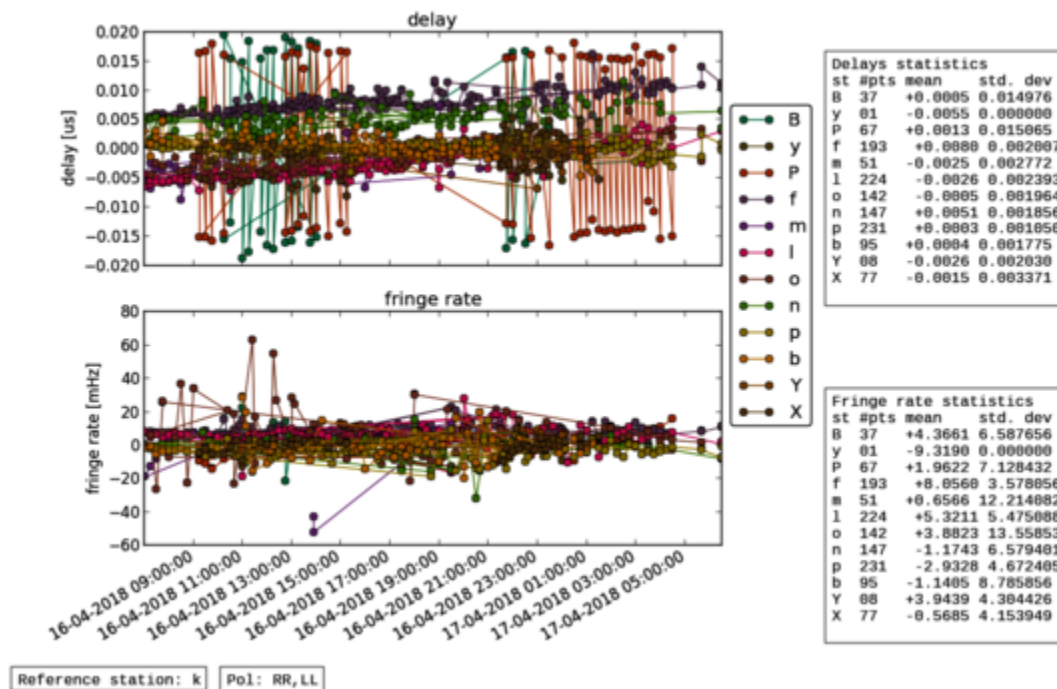 delay
0.020
0.015
0.010
0.005
0.000
−0.005
−0.010
−0.015
−0.020
delay [us]
fringe rate
80
60
40
20
0
−20
−40
−60
fringe rate [mHz]
16-04-2018 09:00:00
16-04-2018 11:00:00
16-04-2018 13:00:00
16-04-2018 15:00:00
16-04-2018 17:00:00
16-04-2018 19:00:00
16-04-2018 21:00:00
16-04-2018 23:00:00
17-04-2018 01:00:00
17-04-2018 03:00:00
17-04-2018 05:00:00
B
y
P
f
m
l
o
n
p
b
Y
X
Delays statistics
st #pts mean std. dev
B 37 +0.0005 0.014976
y 01 -0.0055 0.000000
P 67 +0.0013 0.015065
f 193 +0.0080 0.002007
m 51 -0.0025 0.002772
l 224 -0.0026 0.002393
o 142 -0.0005 0.001964
n 147 +0.0051 0.001856
p 231 +0.0003 0.001056
b 95 +0.0004 0.001775
Y 08 -0.0026 0.002030
X 77 -0.0015 0.003371
Fringe rate statistics
st #pts mean std. dev
B 37 +4.3661 6.587656
y 01 -9.3190 0.000000
P 67 +1.9622 7.128432
f 193 +8.0560 3.578056
m 51 +0.6566 12.214082
l 224 +5.3211 5.475088
o 142 +3.8823 13.55853
n 147 -1.1743 6.579401
p 231 -2.9328 4.672405
b 95 -1.1405 8.785856
Y 08 +3.9439 4.304426
X 77 -0.5685 4.153949
Reference station: k
Pol: RR,LL